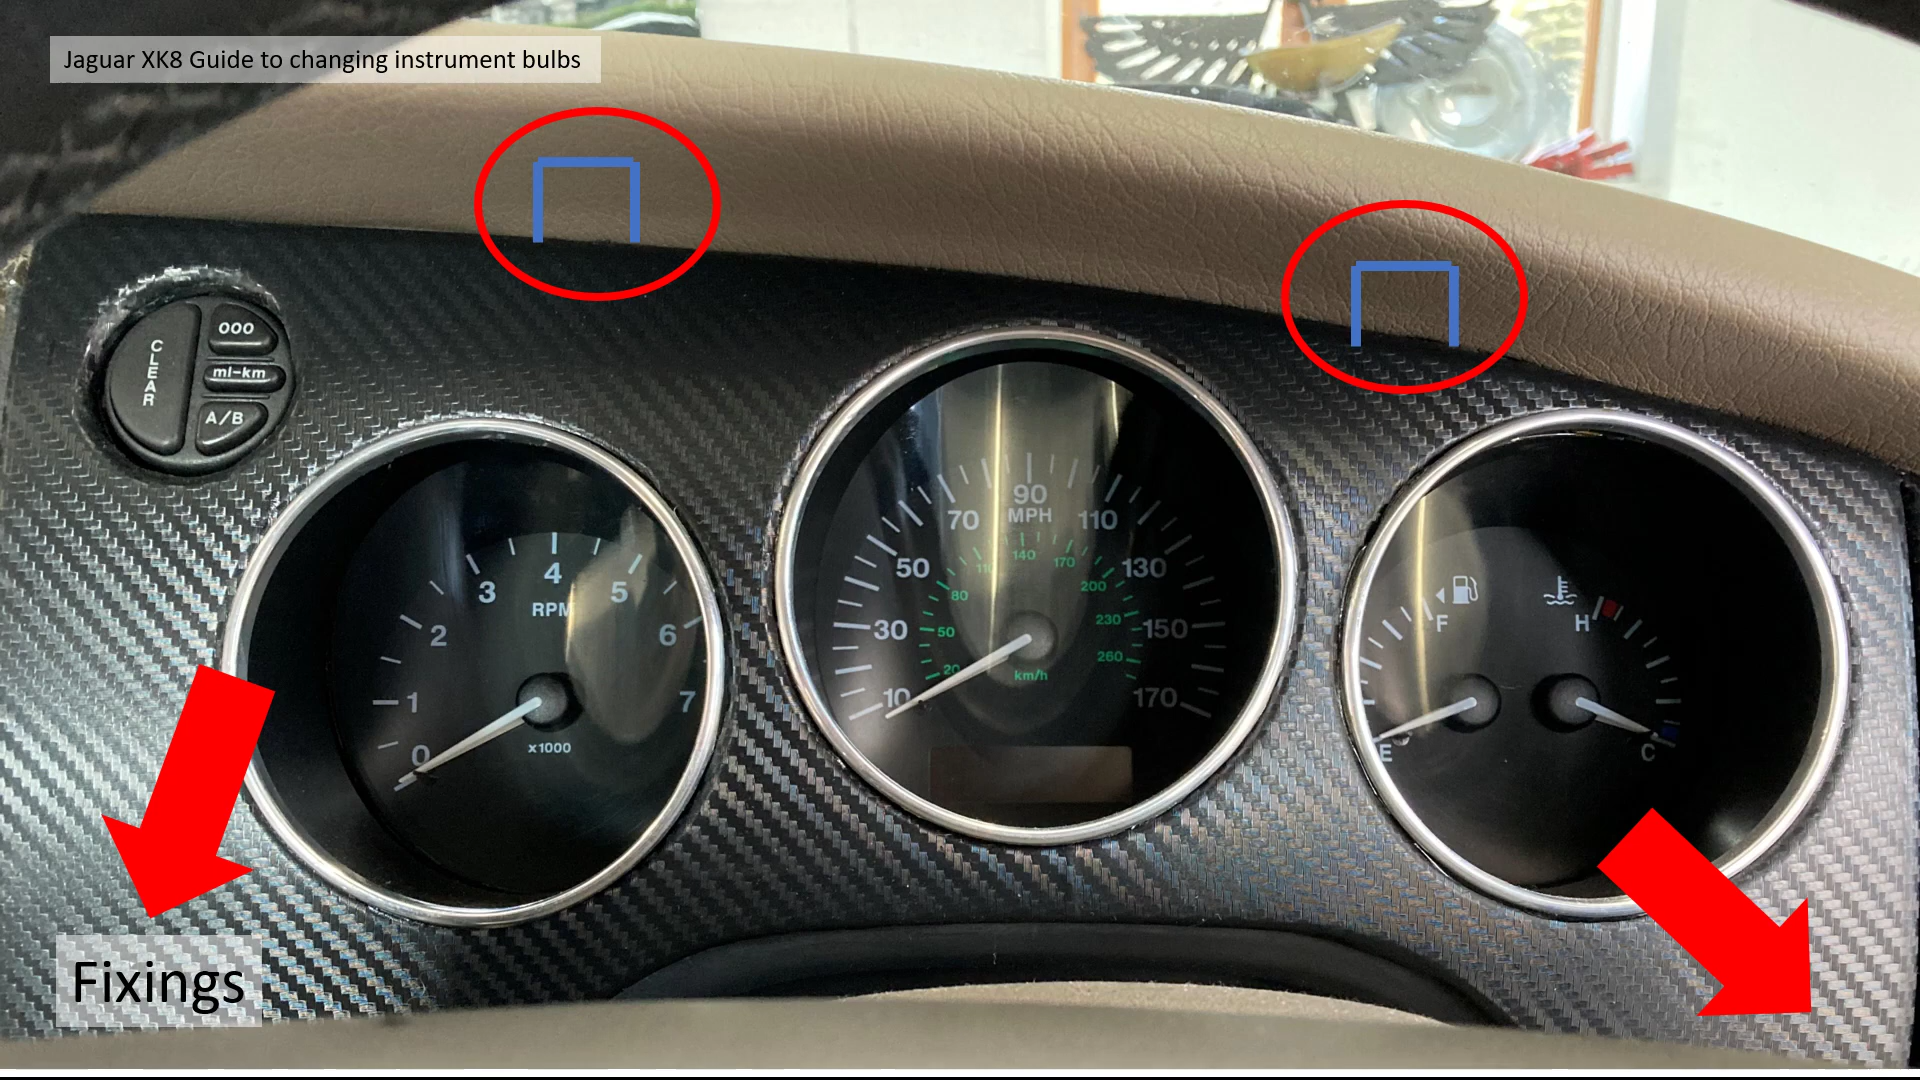 Jaguar XK8 Guide to changing instrument bulbs
CLEAR
000
ml-km
A/B
0
1
2
3
4
5
6
7
RPM
x1000
10
30
50
70
90
110
130
150
170
MPH
20
50
80
110
140
170
200
230
260
km/h
F
E
H
C
Fixings